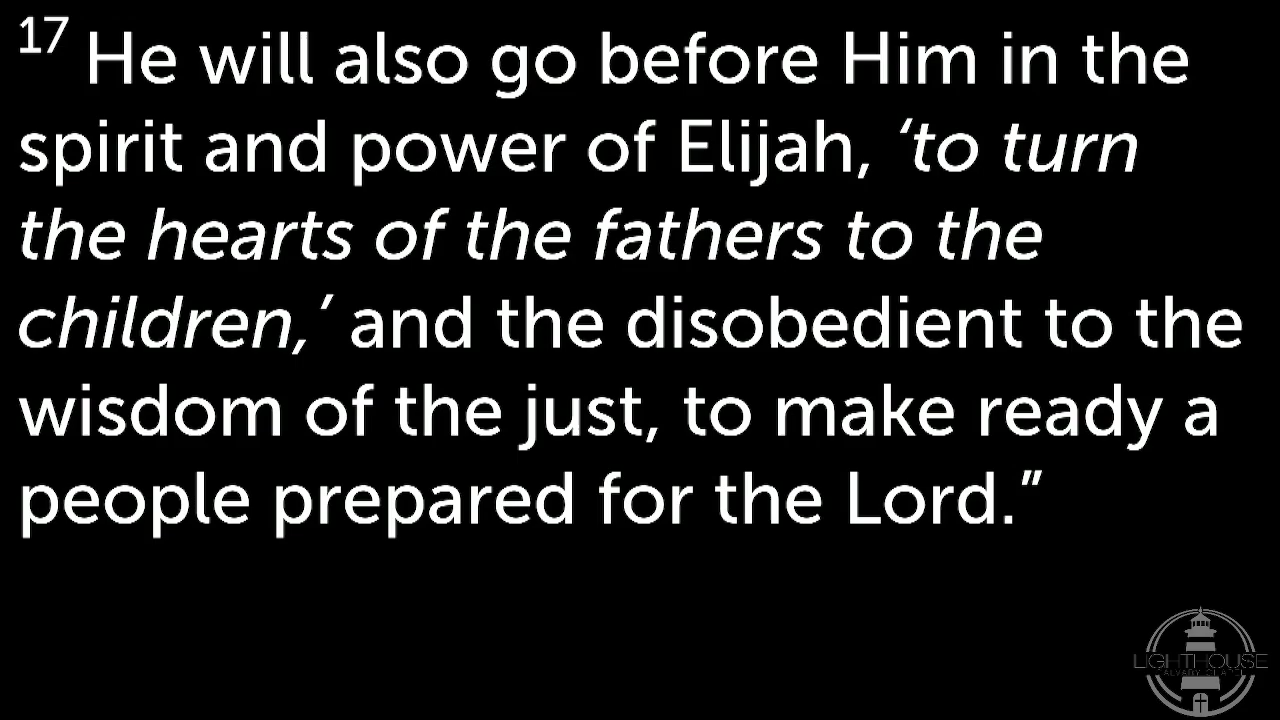 17 He will also go before Him in the
spirit and power of Elijah, ‘to turn
the hearts of the fathers to the
children,’ and the disobedient to the
wisdom of the just, to make ready a
people prepared for the Lord.”
LIGHTHOUSE